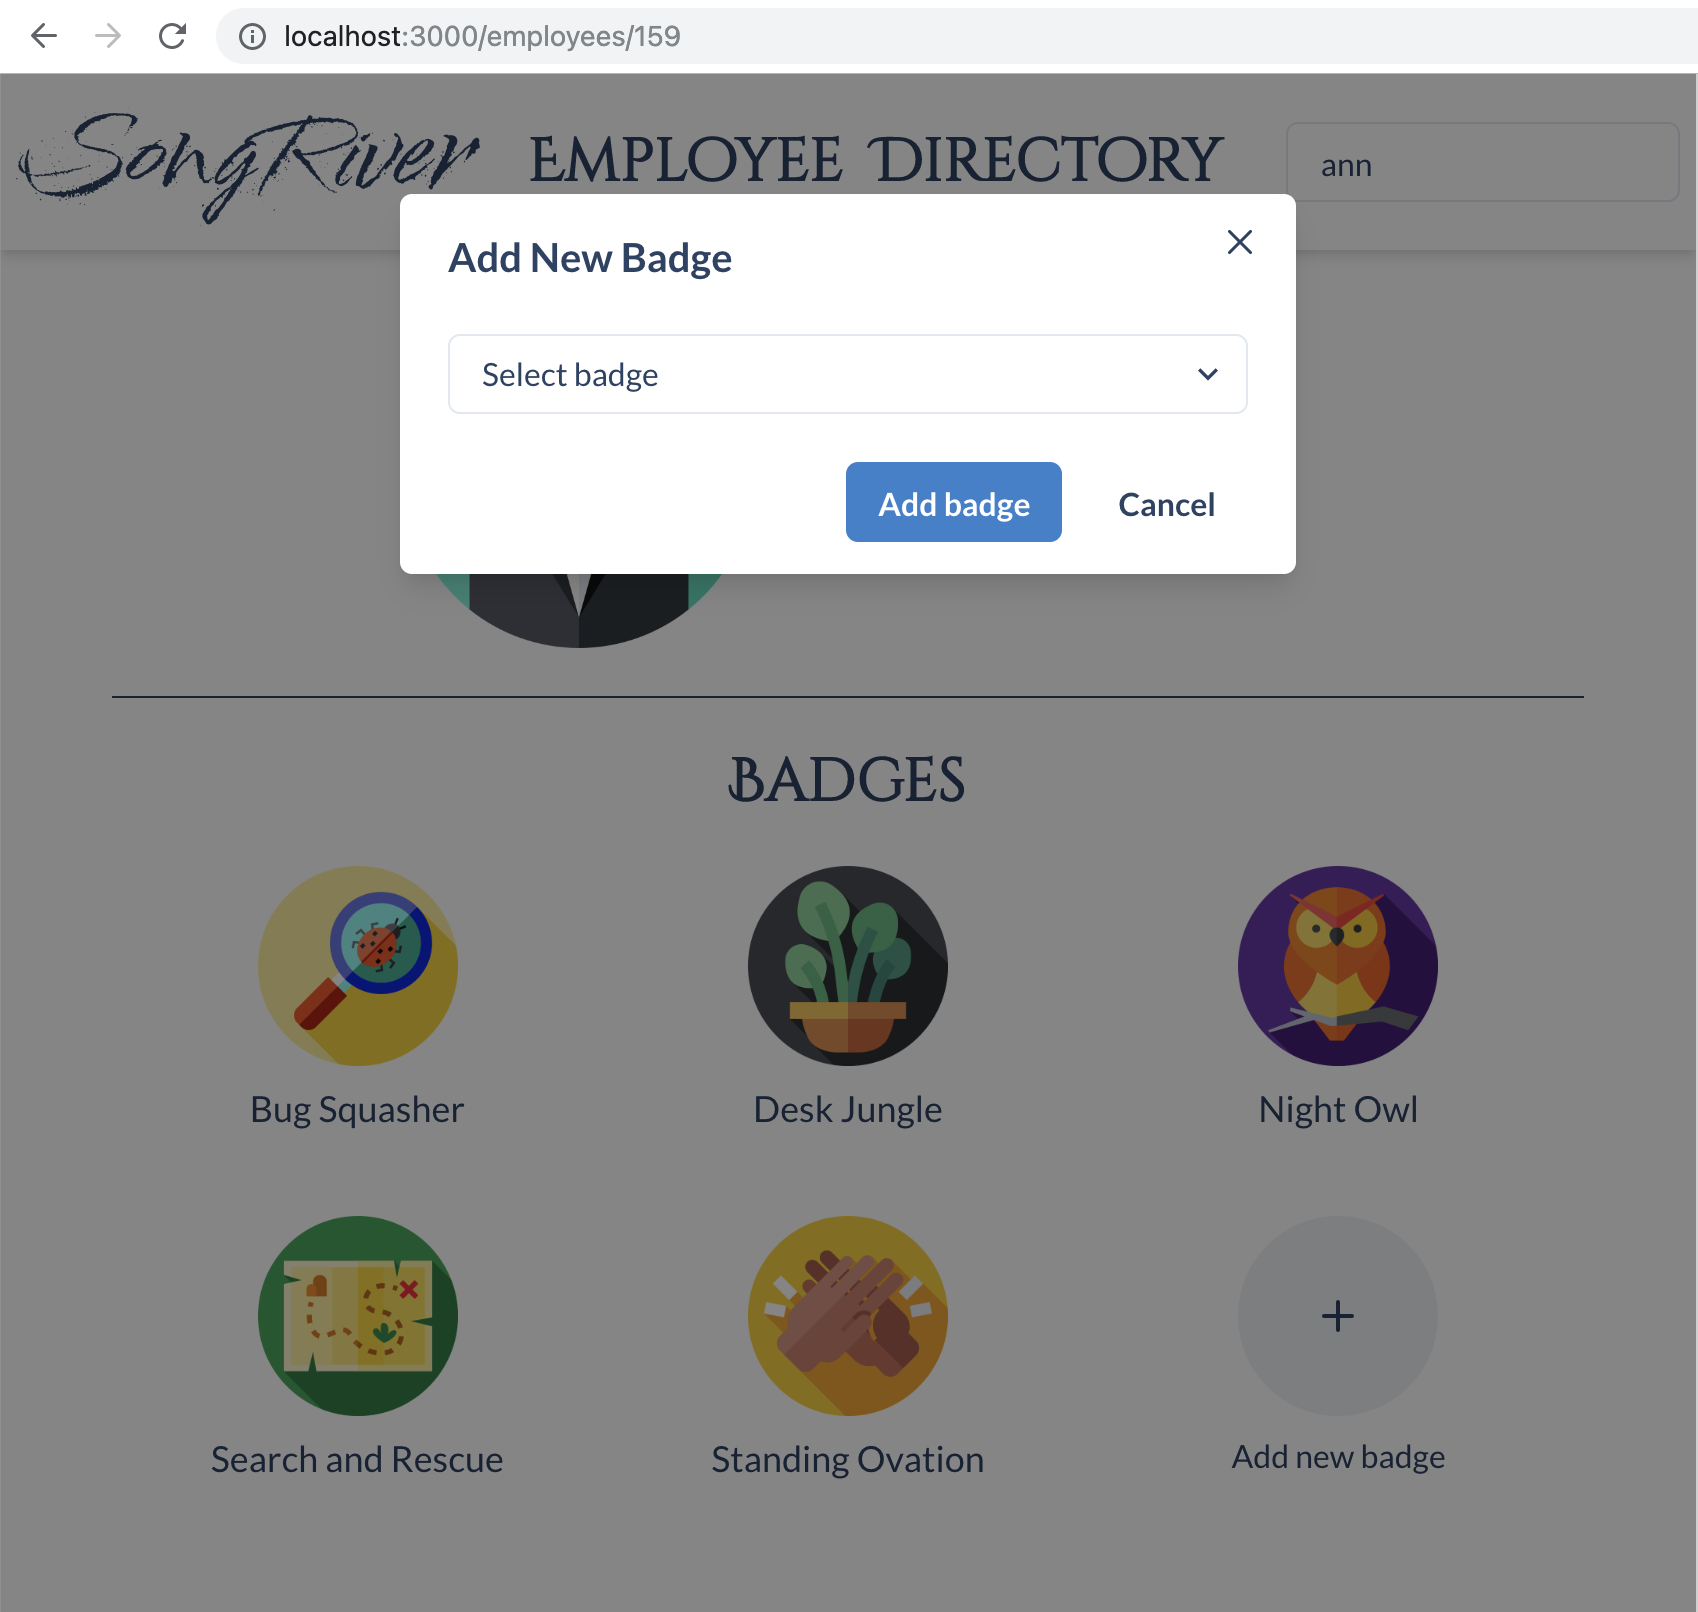 localhost:3000/employees/159
SongRiver
EMPLOYEE DIRECTORY
ann
Add New Badge
Select badge
Add badge
Cancel
BADGES
Bug Squasher
Desk Jungle
Night Owl
Search and Rescue
Standing Ovation
Add new badge